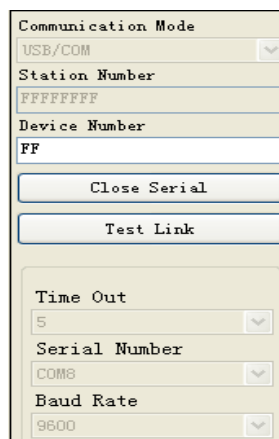 Communication Mode
USB/COM
Station Number
FFFFFFFF
Device Number
FF
Close Serial
Test Link
Time Out
5
Serial Number
COM8
Baud Rate
9600